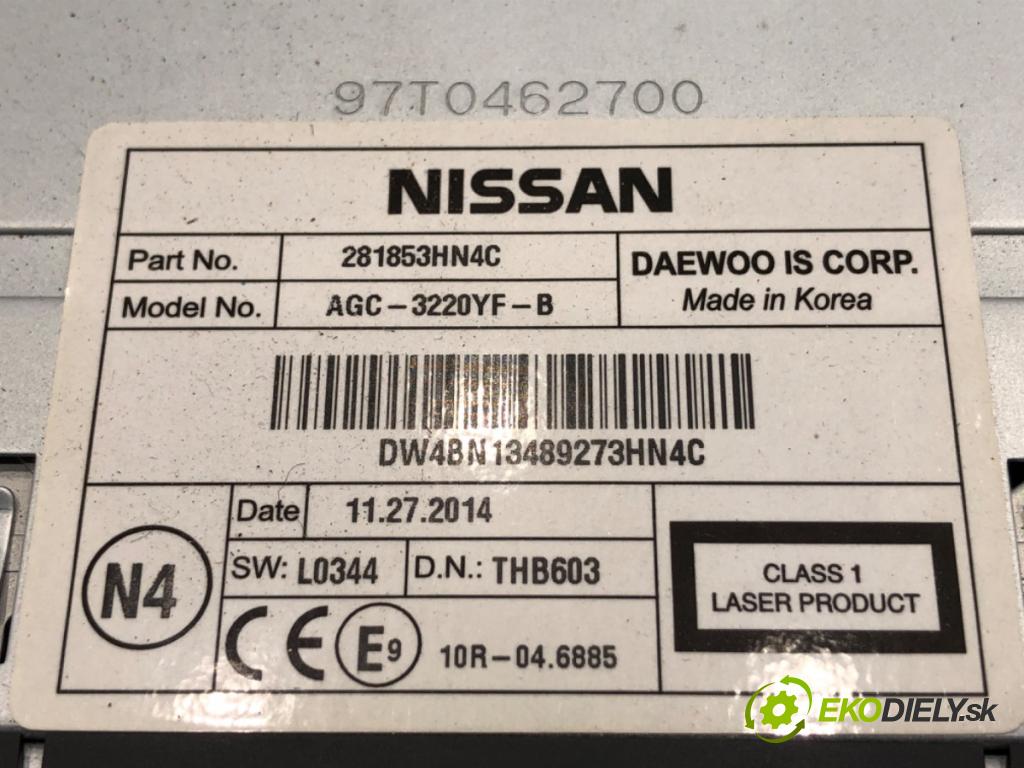 97T0462700
NISSAN
Part No. 281853HN4C
DAEWOO IS CORP.
Model No. AGC-3220YF-B
Made in Korea
DW4BN13489273HN4C
N4
Date 11.27.2014
SW: L0344 D.N.: THB603
CE E9 10R-04.6885
CLASS 1
LASER PRODUCT
EKODIELY.sk